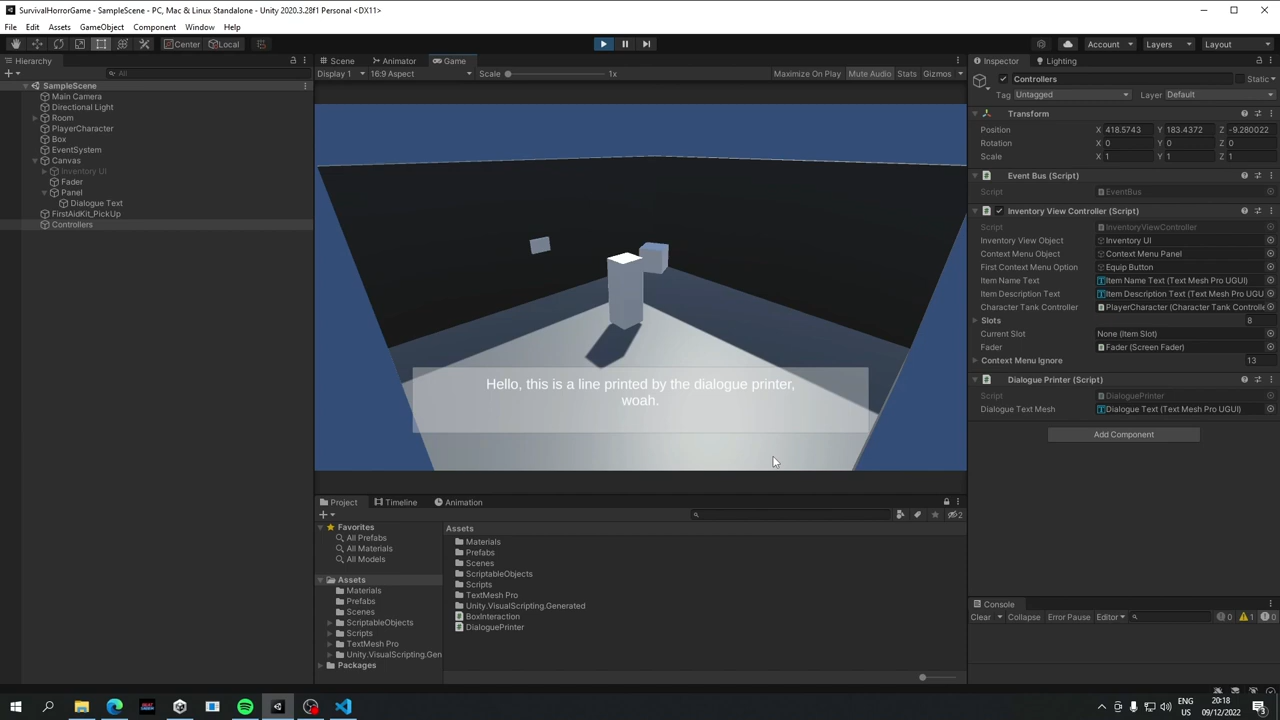 SurvivalHorrorGame - SampleScene - PC, Mac & Linux Standalone - Unity 2020.3.28f1 Personal <DX11>
File Edit Assets GameObject Component Window Help
Center Local
Account Layers Layout
Hierarchy
All
SampleScene
Main Camera
Directional Light
Room
PlayerCharacter
Box
EventSystem
Canvas
Inventory UI
Fader
Panel
Dialogue Text
FirstAidKit_PickUp
Controllers
Scene Animator Game
Display 1 16:9 Aspect Scale 1x Maximize On Play Mute Audio Stats Gizmos
Hello, this is a line printed by the dialogue printer,
woah.
Project Timeline Animation
2
Favorites
All Prefabs
All Materials
All Models
Assets
Materials
Prefabs
Scenes
ScriptableObjects
Scripts
TextMesh Pro
Unity.VisualScripting.Gen
Packages
Assets
Materials
Prefabs
Scenes
ScriptableObjects
Scripts
TextMesh Pro
Unity.VisualScripting.Generated
BoxInteraction
DialoguePrinter
Inspector Lighting
Controllers Static
Tag Untagged Layer Default
Transform
Position X 418.5743 Y 183.4372 Z -9.280022
Rotation X 0 Y 0 Z 0
Scale X 1 Y 1 Z 1
Event Bus (Script)
Script EventBus
Inventory View Controller (Script)
Script InventoryViewController
Inventory View Object Inventory UI
Context Menu Object Context Menu Panel
First Context Menu Option Equip Button
Item Name Text Item Name Text (Text Mesh Pro UGUI)
Item Description Text Item Description Text (Text Mesh Pro UGU
Character Tank Controller PlayerCharacter (Character Tank Controlle
Slots 8
Current Slot None (Item Slot)
Fader Fader (Screen Fader)
Context Menu Ignore 13
Dialogue Printer (Script)
Script DialoguePrinter
Dialogue Text Mesh Dialogue Text (Text Mesh Pro UGUI)
Add Component
Console
Clear Collapse Error Pause Editor 0 1 0
ENG
US
20:18
09/12/2022
3